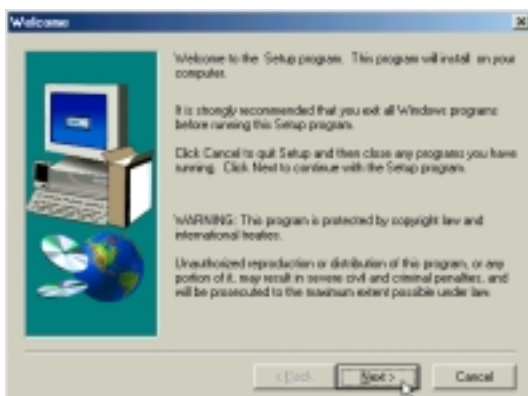 Welcome
Welcome to the Setup program. This program will install on your
computer.
It is strongly recommended that you exit all Windows programs
before running this Setup program.
Click Cancel to quit Setup and then close any programs you have
running. Click Next to continue with the Setup program.
WARNING: This program is protected by copyright law and
international treaties.
Unauthorized reproduction or distribution of this program, or any
portion of it, may result in severe civil and criminal penalties, and
will be prosecuted to the maximum extent possible under law.
< Back
Next >
Cancel